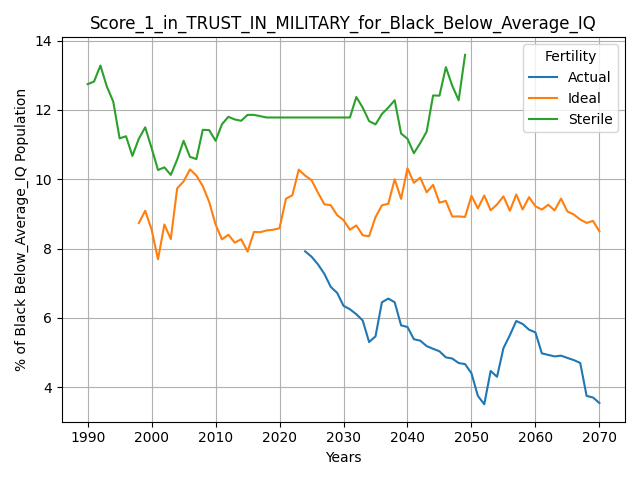 Score_1_in_TRUST_IN_MILITARY_for_Black_Below_Average_IQ
% of Black Below_Average_IQ Population
14
12
10
8
6
4
Fertility
Actual
Ideal
Sterile
1990 2000 2010 2020 2030 2040 2050 2060 2070
Years